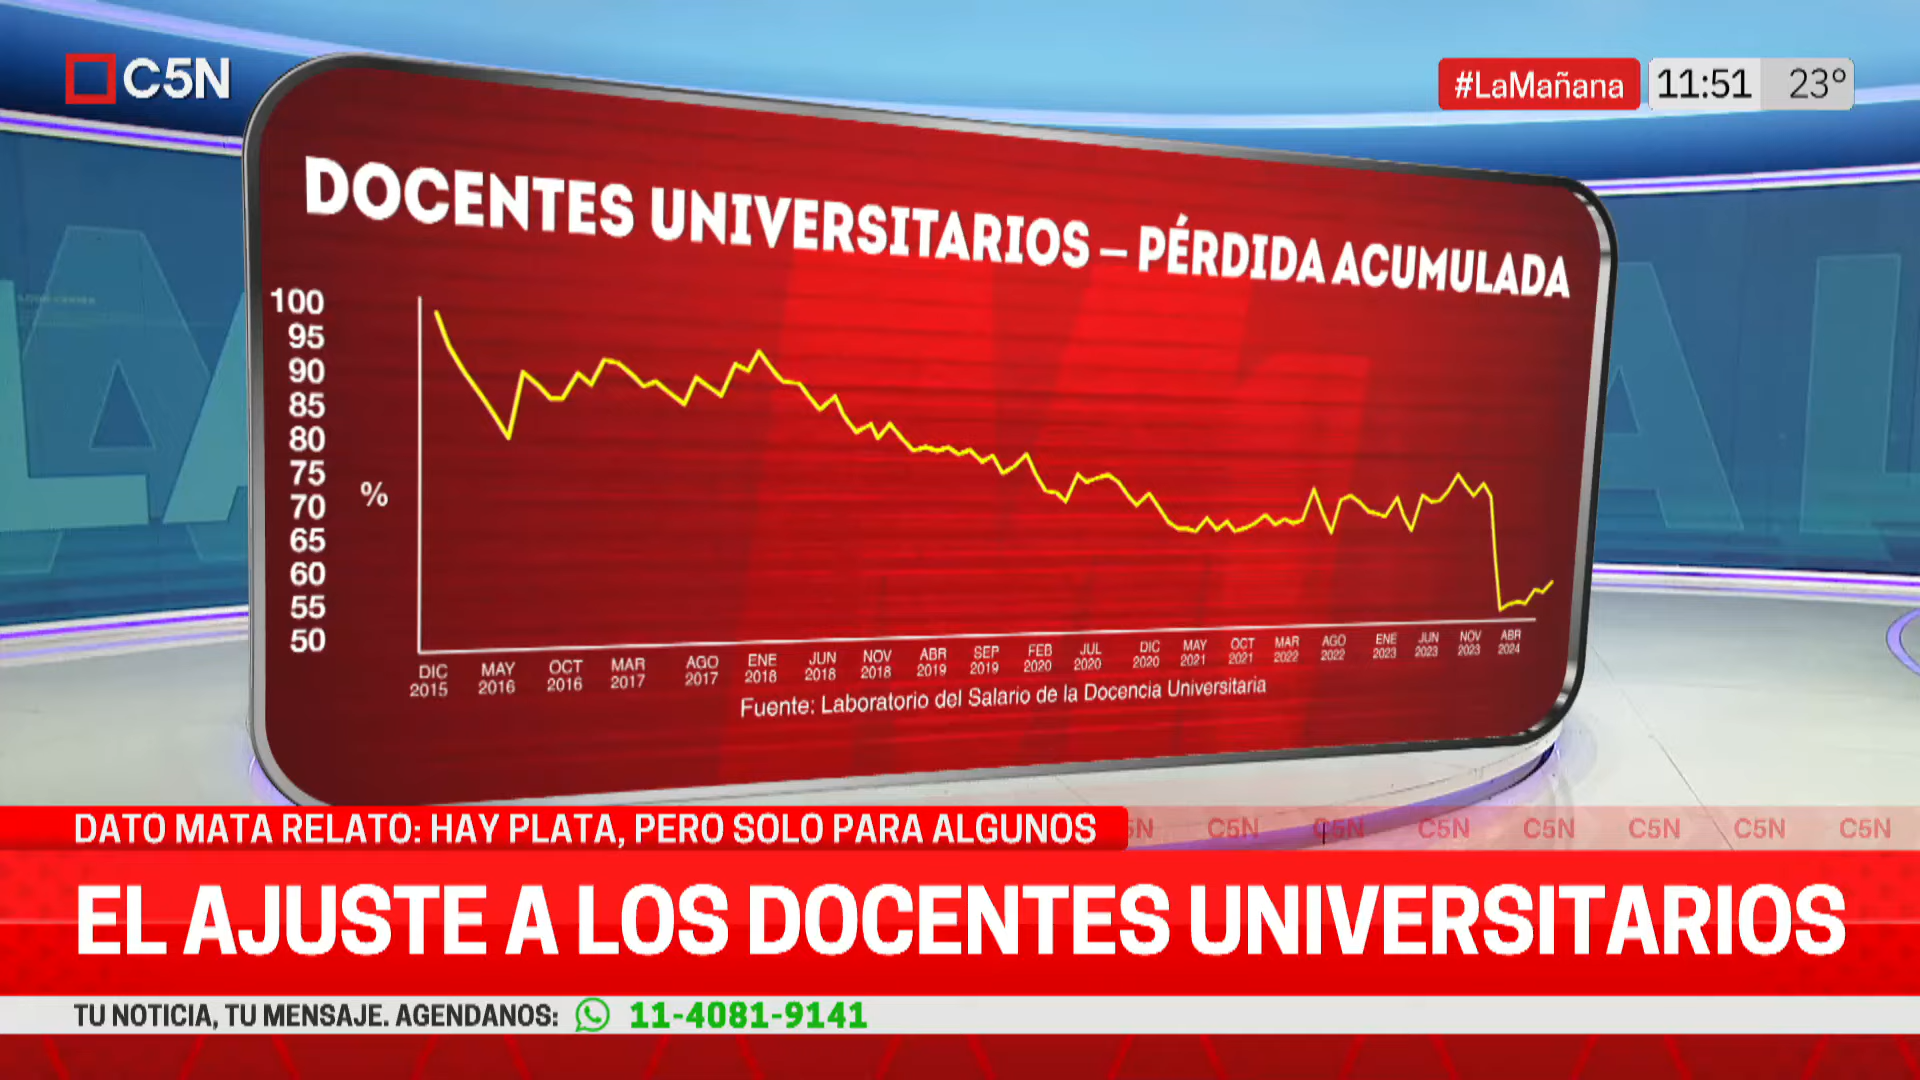 C5N
#LaMañana 11:51 23°
DOCENTES UNIVERSITARIOS – PÉRDIDA ACUMULADA
100
95
90
85
80
75
70
65
60
55
50
%
DIC 2015
MAY 2016
OCT 2016
MAR 2017
AGO 2017
ENE 2018
JUN 2018
NOV 2018
ABR 2019
SEP 2019
FEB 2020
JUL 2020
DIC 2020
MAY 2021
OCT 2021
MAR 2022
AGO 2022
ENE 2023
JUN 2023
NOV 2023
ABR 2024
Fuente: Laboratorio del Salario de la Docencia Universitaria
DATO MATA RELATO: HAY PLATA, PERO SOLO PARA ALGUNOS
C5N C5N C5N C5N C5N C5N C5N
EL AJUSTE A LOS DOCENTES UNIVERSITARIOS
TU NOTICIA, TU MENSAJE. AGENDANOS: 11-4081-9141